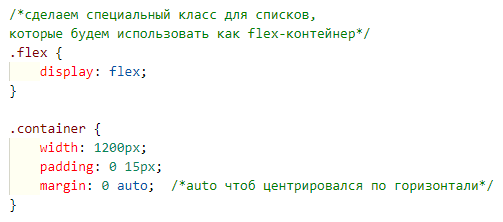 /*сделаем специальный класс для списков,
которые будем использовать как flex-контейнер*/
.flex {
    display: flex;
}

.container {
    width: 1200px;
    padding: 0 15px;
    margin: 0 auto;  /*auto чтоб центрировался по горизонтали*/
}